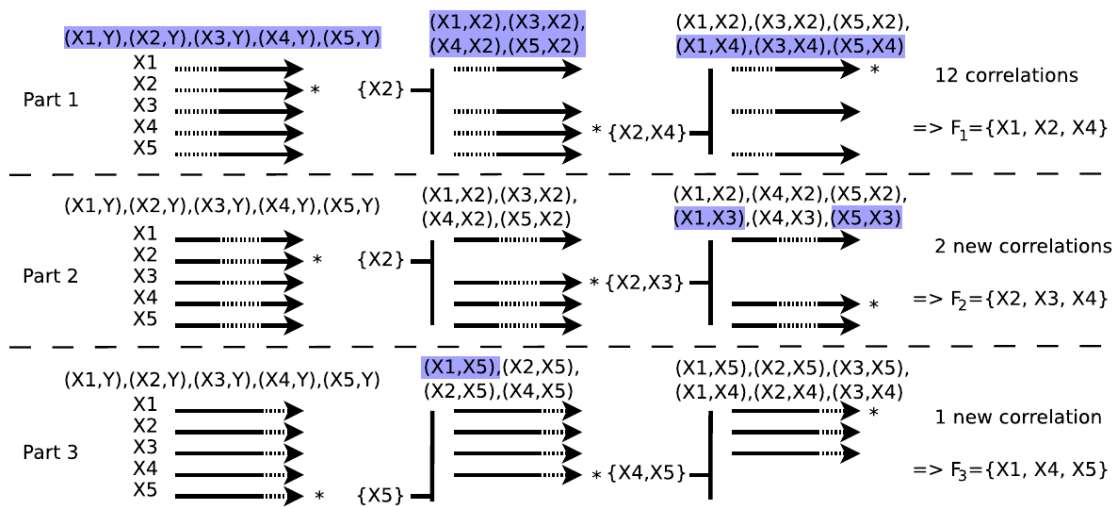 (X1,Y),(X2,Y),(X3,Y),(X4,Y),(X5,Y)
(X1,X2),(X3,X2),
(X4,X2),(X5,X2)
(X1,X2),(X3,X2),(X5,X2),
(X1,X4),(X3,X4),(X5,X4)
Part 1
X1
X2 *
X3
X4
X5
{X2}
* {X2,X4}
*
12 correlations
=> F1={X1, X2, X4}
(X1,Y),(X2,Y),(X3,Y),(X4,Y),(X5,Y)
(X1,X2),(X3,X2),
(X4,X2),(X5,X2)
(X1,X2),(X4,X2),(X5,X2),
(X1,X3),(X4,X3),(X5,X3)
Part 2
X1
X2 *
X3
X4
X5
{X2}
* {X2,X3}
*
2 new correlations
=> F2={X2, X3, X4}
(X1,Y),(X2,Y),(X3,Y),(X4,Y),(X5,Y)
(X1,X5),(X2,X5),
(X2,X5),(X4,X5)
(X1,X5),(X2,X5),(X3,X5),
(X1,X4),(X2,X4),(X3,X4)
Part 3
X1
X2
X3
X4
X5 *
{X5}
* {X4,X5}
*
1 new correlation
=> F3={X1, X4, X5}